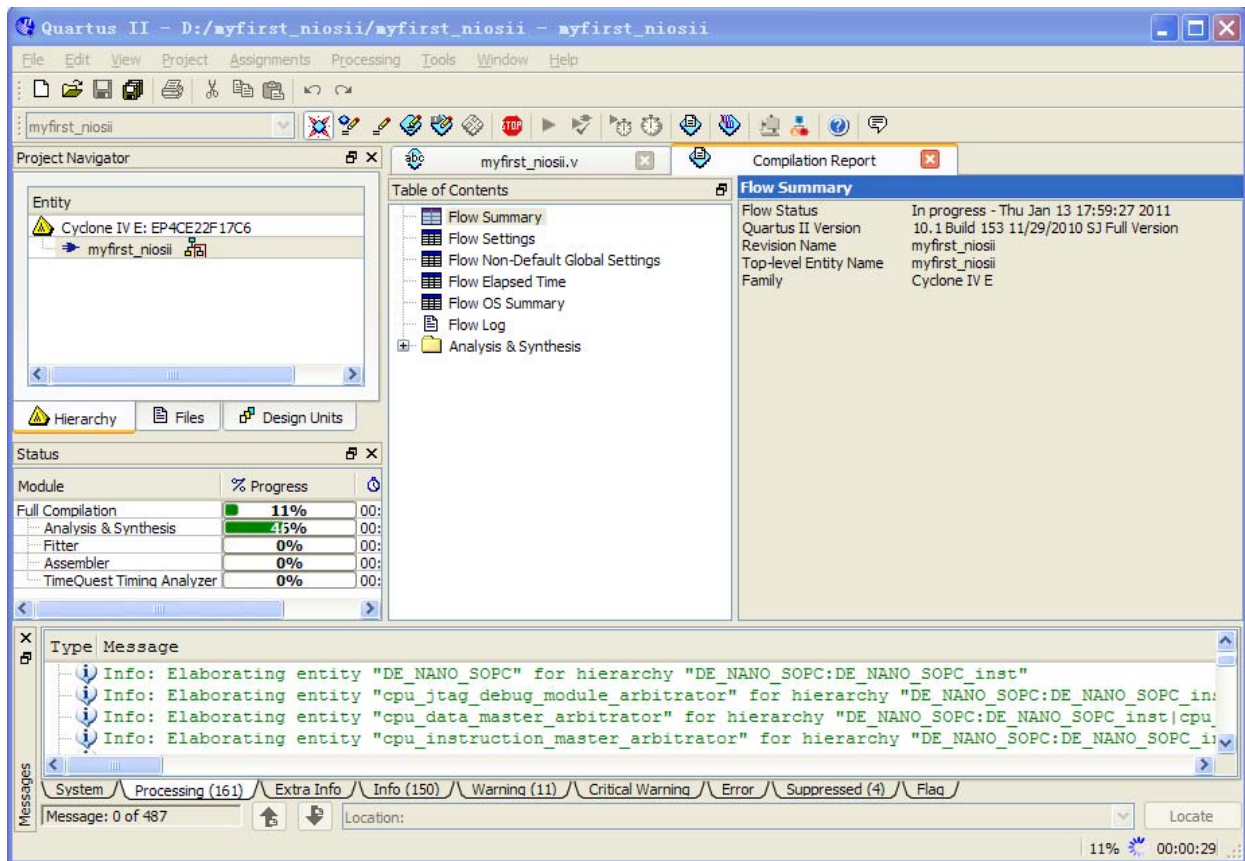 Quartus II - D:/myfirst_niosii/myfirst_niosii - myfirst_niosii
File Edit View Project Assignments Processing Tools Window Help
myfirst_niosii
Project Navigator
Entity
Cyclone IV E: EP4CE22F17C6
myfirst_niosii
Hierarchy Files Design Units
Status
Module % Progress
Full Compilation 11% 00:
Analysis & Synthesis 45% 00:
Fitter 0% 00:
Assembler 0% 00:
TimeQuest Timing Analyzer 0% 00:
myfirst_niosii.v Compilation Report
Table of Contents
Flow Summary
Flow Settings
Flow Non-Default Global Settings
Flow Elapsed Time
Flow OS Summary
Flow Log
Analysis & Synthesis
Flow Summary
Flow Status In progress - Thu Jan 13 17:59:27 2011
Quartus II Version 10.1 Build 153 11/29/2010 SJ Full Version
Revision Name myfirst_niosii
Top-level Entity Name myfirst_niosii
Family Cyclone IV E
Type Message
Info: Elaborating entity "DE_NANO_SOPC" for hierarchy "DE_NANO_SOPC:DE_NANO_SOPC_inst"
Info: Elaborating entity "cpu_jtag_debug_module_arbitrator" for hierarchy "DE_NANO_SOPC:DE_NANO_SOPC_in
Info: Elaborating entity "cpu_data_master_arbitrator" for hierarchy "DE_NANO_SOPC:DE_NANO_SOPC_inst|cpu_
Info: Elaborating entity "cpu_instruction_master_arbitrator" for hierarchy "DE_NANO_SOPC:DE_NANO_SOPC_i
System Processing (161) Extra Info Info (150) Warning (11) Critical Warning Error Suppressed (4) Flag
Messages
Message: 0 of 487 Location: Locate
11% 00:00:29